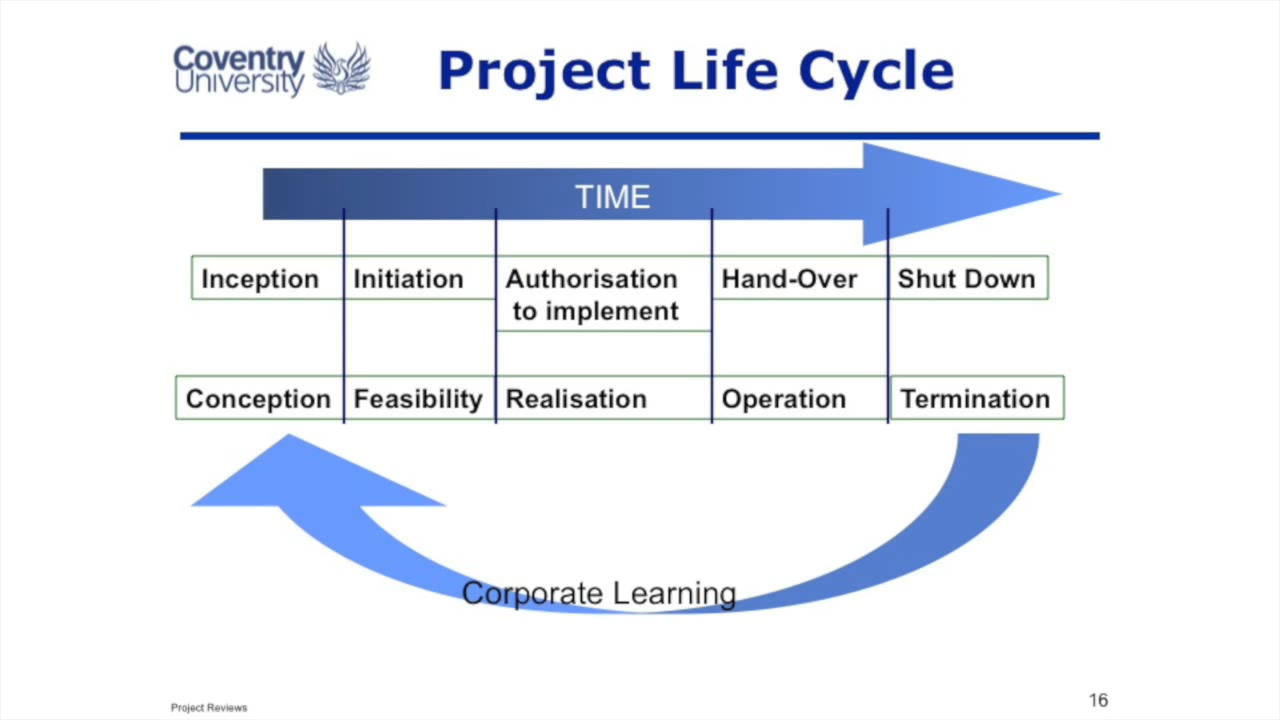 Coventry
University
Project Life Cycle
TIME
Inception Initiation Authorisation Hand-Over Shut Down
to implement
Conception Feasibility Realisation Operation Termination
Corporate Learning
Project Reviews
16